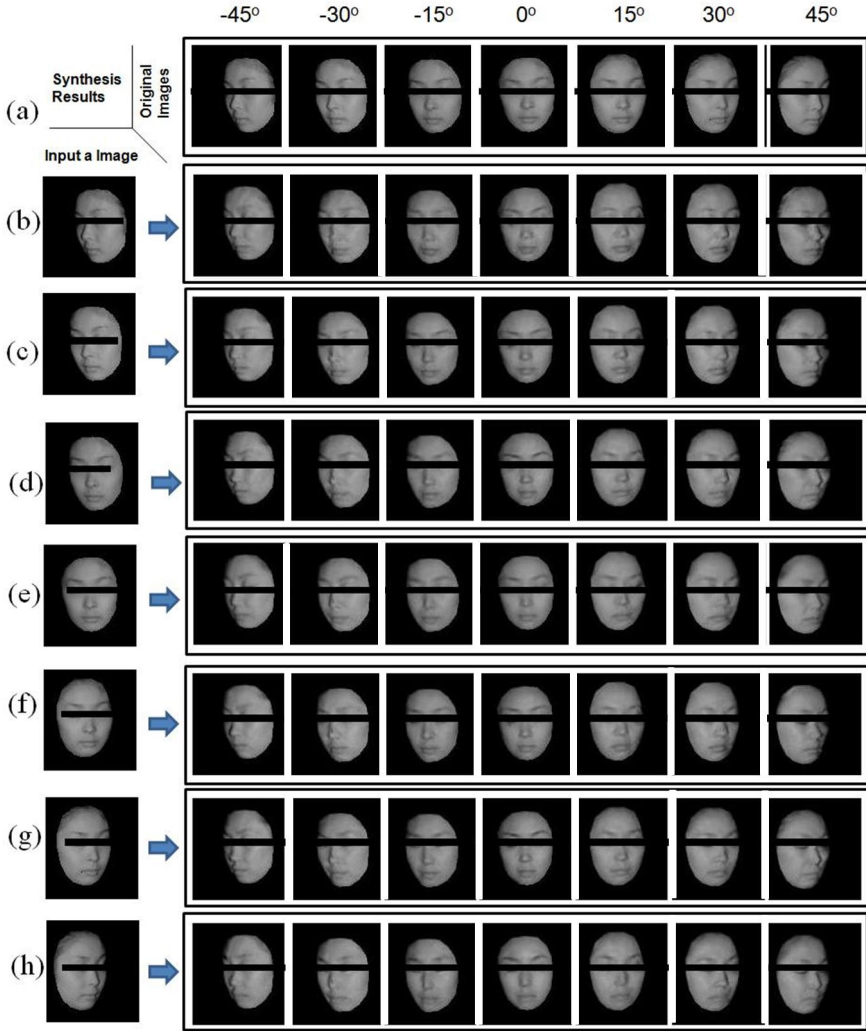 -45° -30° -15° 0° 15° 30° 45°
Synthesis
Results
Original
Images
(a)
Input a Image
(b)
(c)
(d)
(e)
(f)
(g)
(h)